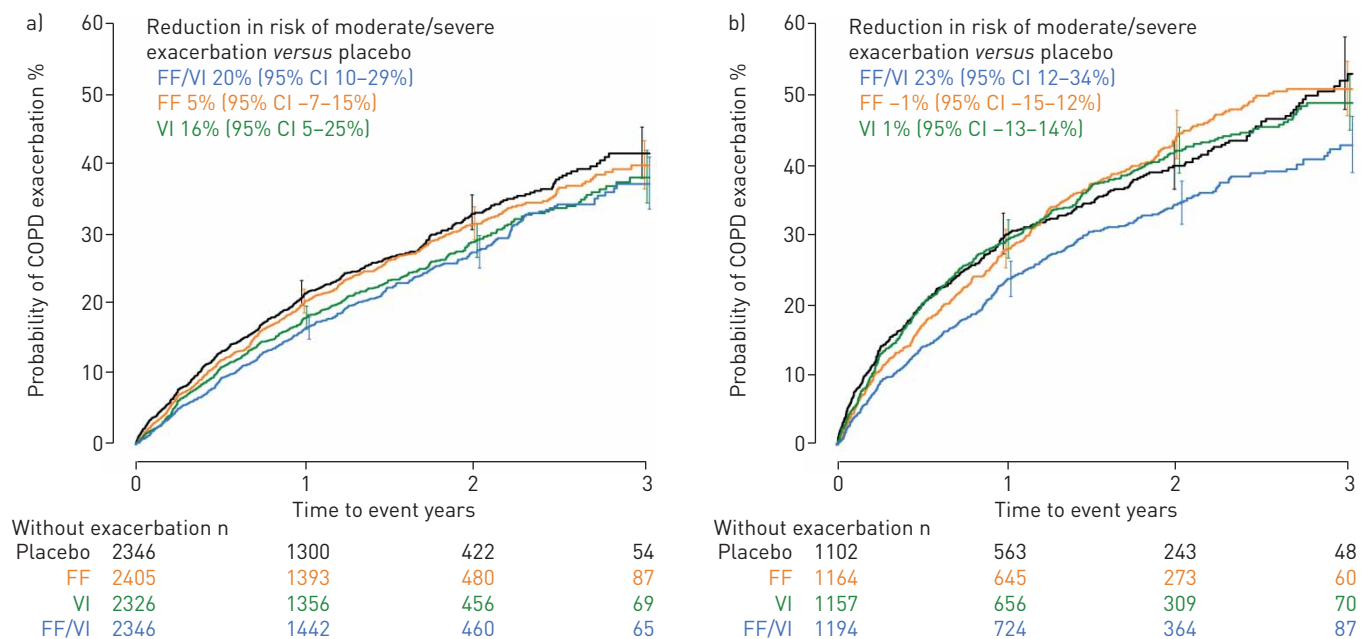 a)
Reduction in risk of moderate/severe
exacerbation versus placebo
FF/VI 20% (95% CI 10–29%)
FF 5% (95% CI –7–15%)
VI 16% (95% CI 5–25%)
Probability of COPD exacerbation %
60
50
40
30
20
10
0
0 1 2 3
Time to event years
Without exacerbation n
Placebo 2346 1300 422 54
FF 2405 1393 480 87
VI 2326 1356 456 69
FF/VI 2346 1442 460 65
b)
Reduction in risk of moderate/severe
exacerbation versus placebo
FF/VI 23% (95% CI 12–34%)
FF –1% (95% CI –15–12%)
VI 1% (95% CI –13–14%)
Probability of COPD exacerbation %
60
50
40
30
20
10
0
0 1 2 3
Time to event years
Without exacerbation n
Placebo 1102 563 243 48
FF 1164 645 273 60
VI 1157 656 309 70
FF/VI 1194 724 364 87